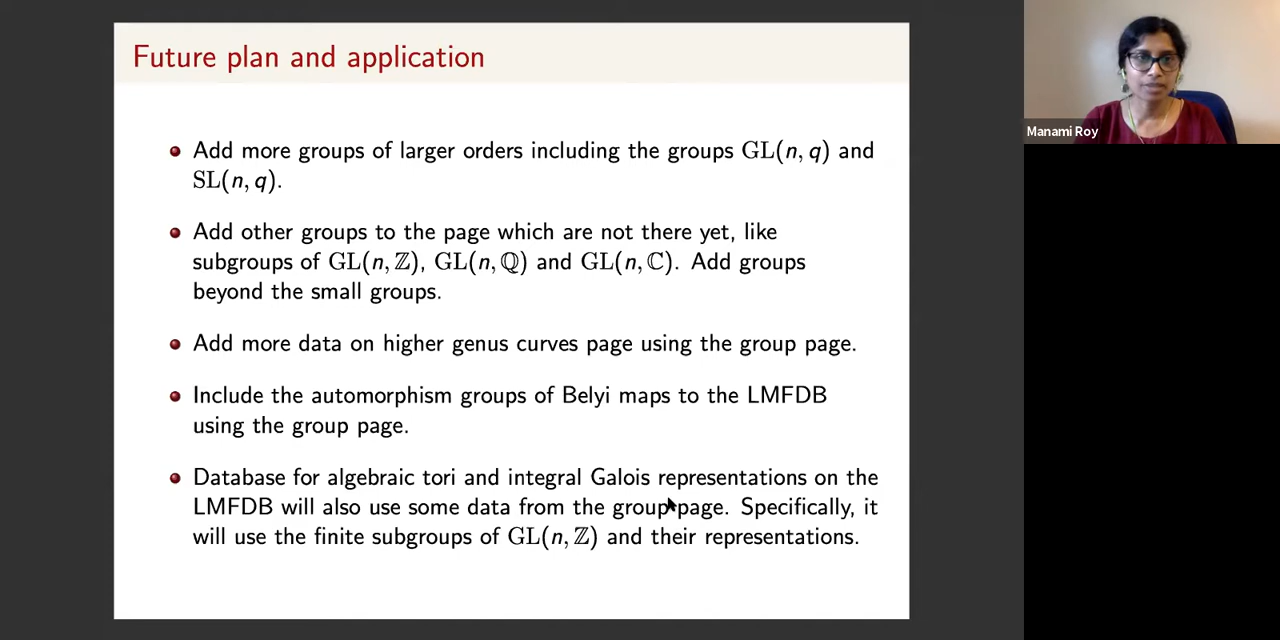 Future plan and application
Add more groups of larger orders including the groups GL(n, q) and
SL(n, q).
Add other groups to the page which are not there yet, like
subgroups of GL(n, ℤ), GL(n, ℚ) and GL(n, ℂ). Add groups
beyond the small groups.
Add more data on higher genus curves page using the group page.
Include the automorphism groups of Belyi maps to the LMFDB
using the group page.
Database for algebraic tori and integral Galois representations on the
LMFDB will also use some data from the group page. Specifically, it
will use the finite subgroups of GL(n, ℤ) and their representations.
Manami Roy